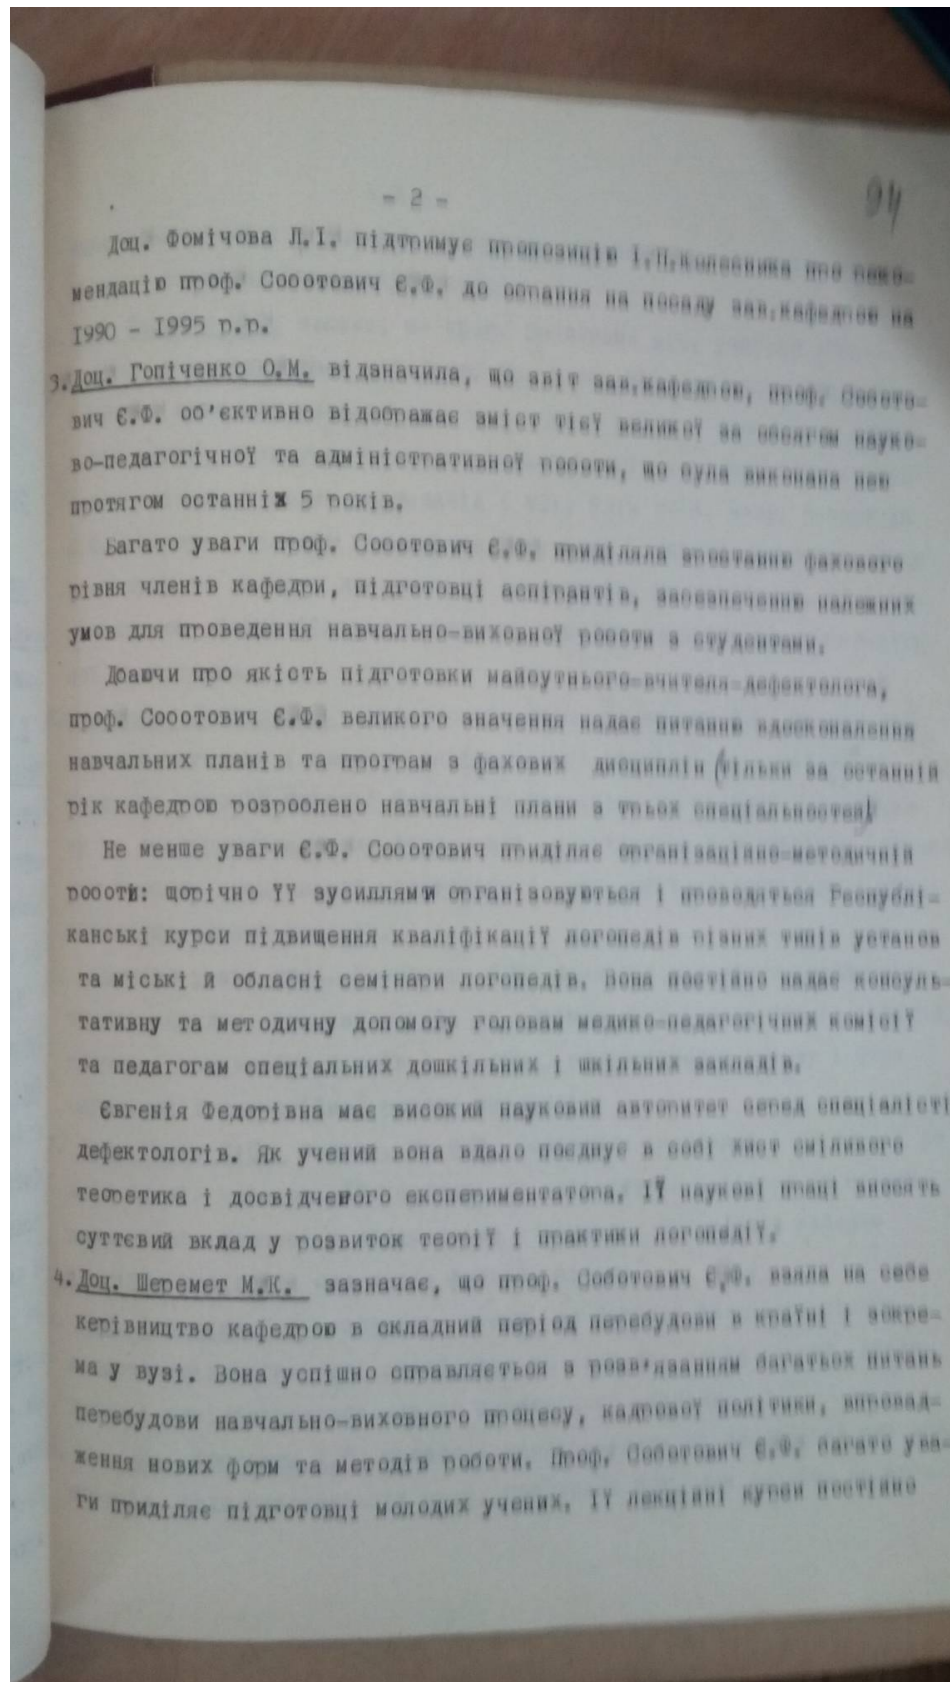 - 2 -
94
Доц. Фомічова Л.І. підтримує пропозицію І.П.Колесника про реко-
мендацію проф. Соботович Є.Ф. до обрання на посаду зав.кафедрою на
1990 - 1995 р.р.
3. Доц. Гопіченко О.М. відзначила, що звіт зав.кафедрою, проф. Сообто-
вич Є.Ф. об'єктивно відображає зміст тієї великої за обсягом науко-
во-педагогічної та адміністративної роботи, що була виконана нею
протягом останніх 5 років.
Багато уваги проф. Соботович Є.Ф. приділяла зростанню фахового
рівня членів кафедри, підготовці аспірантів, забезпеченню належних
умов для проведення навчально-виховної роботи з студентами.
Дбаючи про якість підготовки майбутнього-вчителя-дефектолога,
проф. Соботович Є.Ф. великого значення надає питанню вдосконалення
навчальних планів та програм з фахових дисциплін (тільки за останній
рік кафедрою розроблено навчальні плани з трьох спеціальностей)
Не менше уваги Є.Ф. Соботович приділяє організаційно-методичній
роботі: щорічно її зусиллями організовуються і проводяться Республі-
канські курси підвищення кваліфікації логопедів різних типів установ
та міські й обласні семінари логопедів. Вона постійно надає консуль-
тативну та методичну допомогу головам медико-педагогічних комісії
та педагогам спеціальних дошкільних і шкільних закладів.
Євгенія Федорівна має високий науковий авторитет серед спеціалісті
дефектологів. Як учений вона вдало поєднує в собі хист сміливого
теоретика і досвідченого експериментатора. Її наукові праці вносять
суттєвий вклад у розвиток теорії і практики логопедії.
4. Доц. Шеремет М.К. зазначає, що проф. Соботович Є.Ф. взяла на себе
керівництво кафедрою в складний період перебудови в країні і зокре-
ма у вузі. Вона успішно справляється з розв'язанням багатьох питань
перебудови навчально-виховного процесу, кадрової політики, впровад-
ження нових форм та методів роботи. Проф. Соботович Є.Ф. багато ува-
ги приділяє підготовці молодих учених. Її лекційні курси постійно